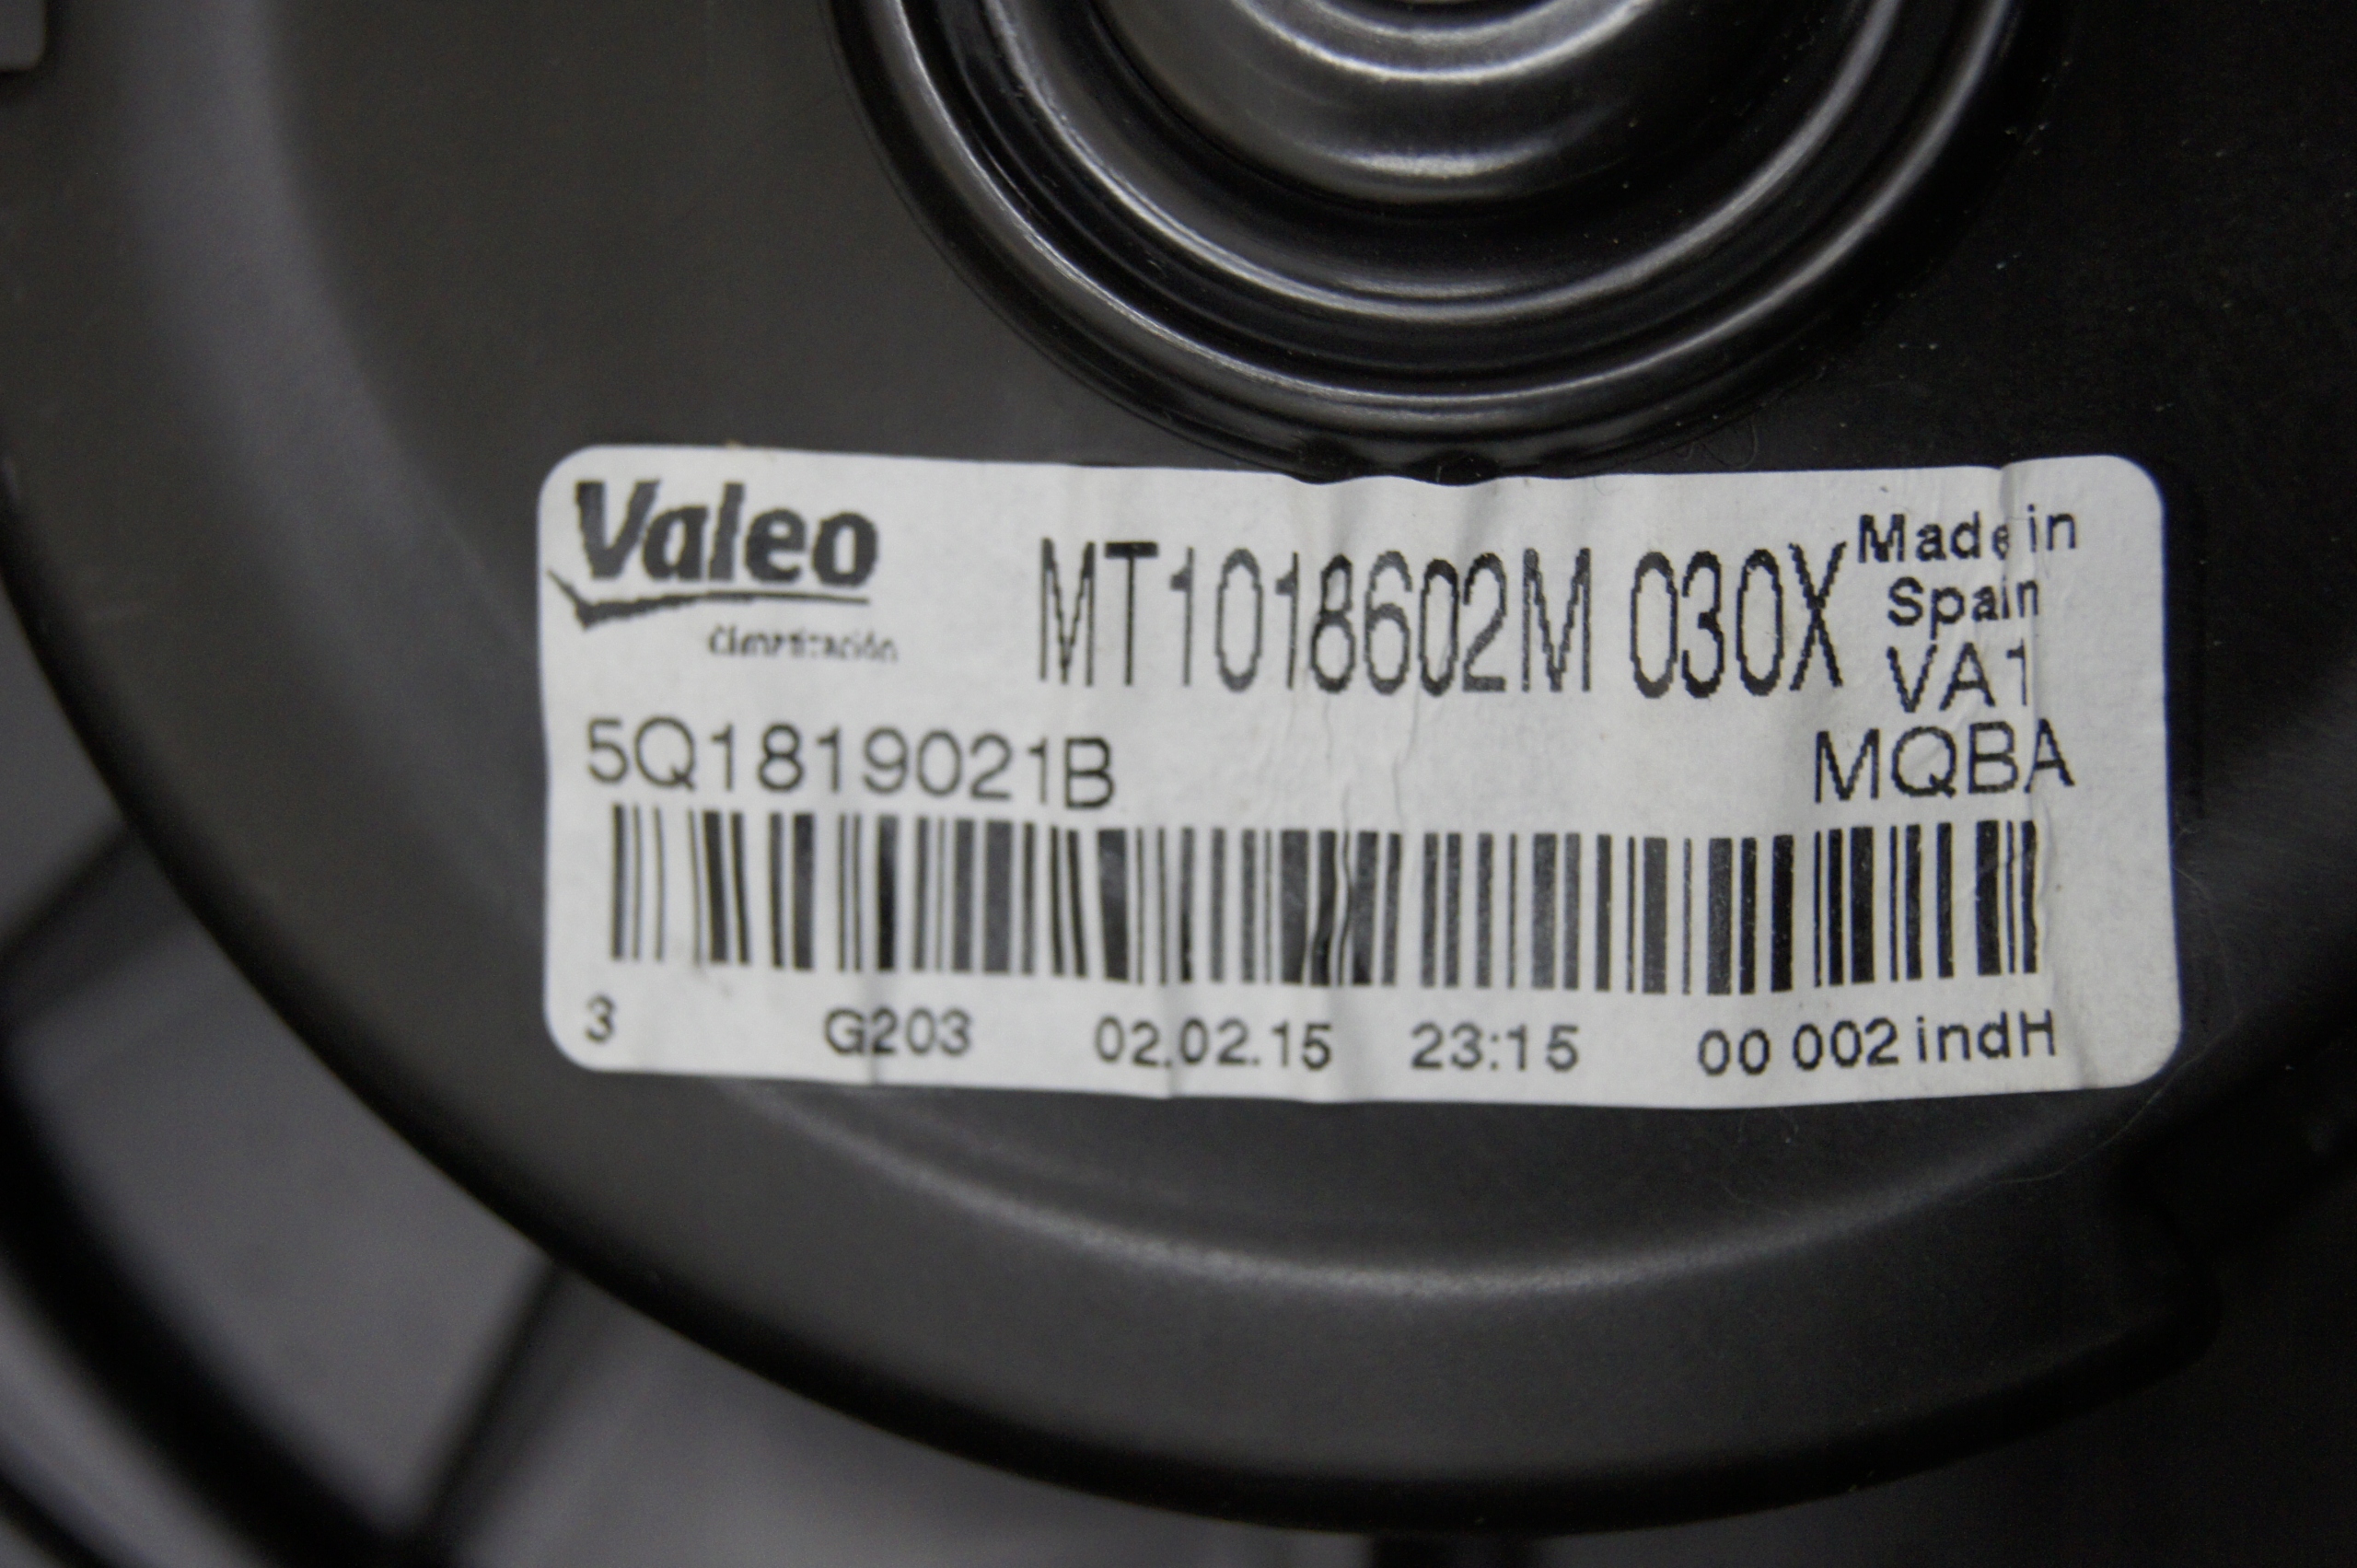 Valeo
Climatización
MT1018602M 030X
Made in
Spain
VA1
5Q1819021B
MQBA
3 G203 02.02.15 23:15 00 002 indH